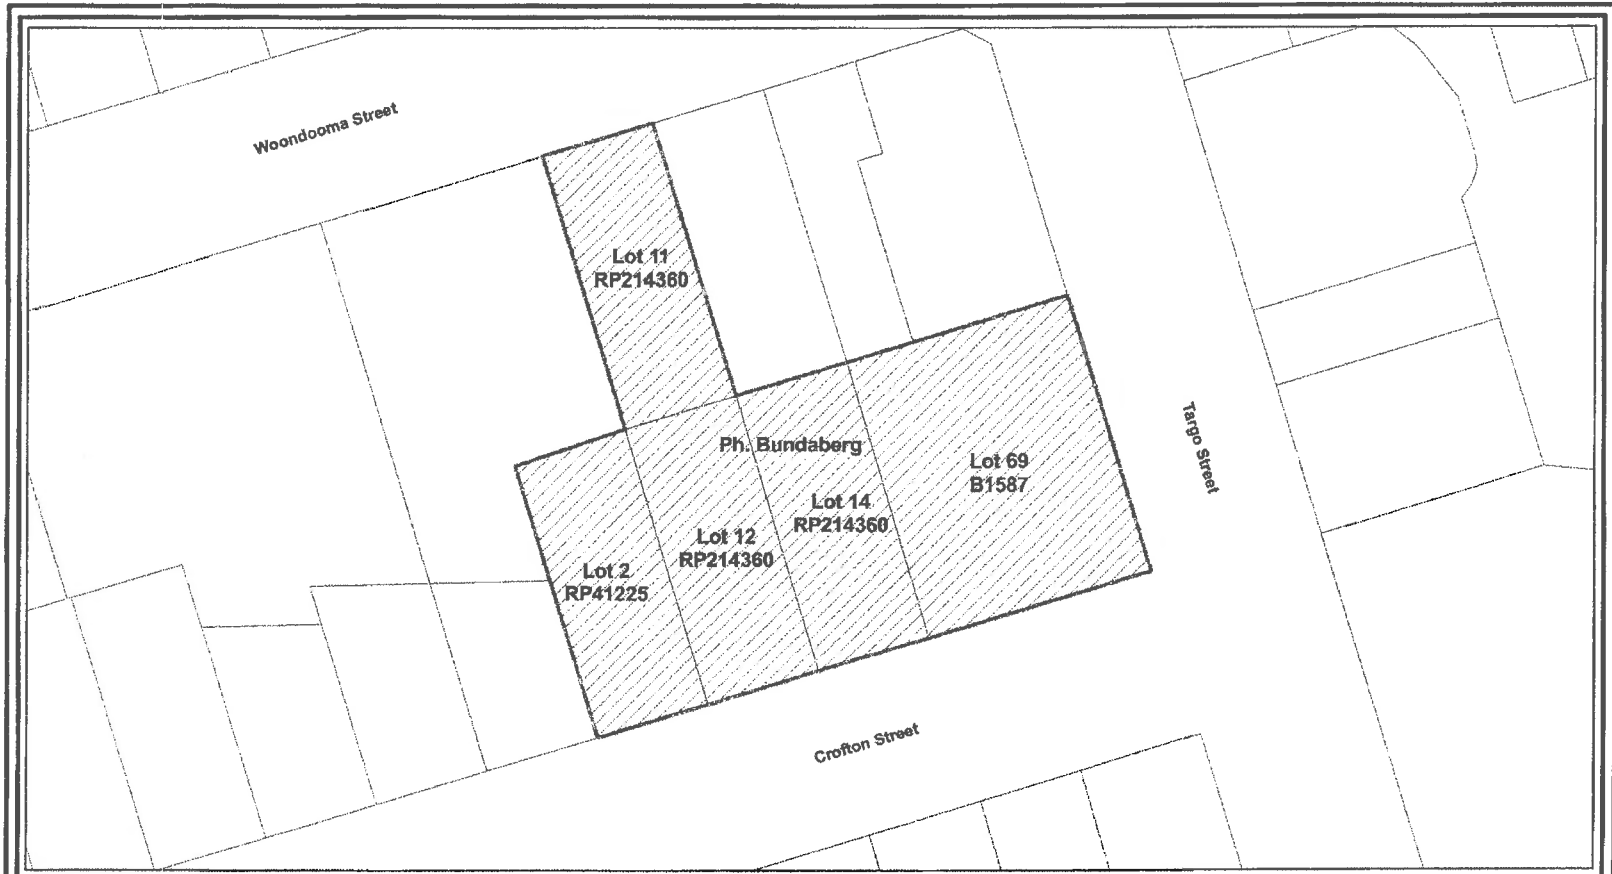 Woondooma Street
Lot 11
RP214360
Ph. Bundaberg
Lot 69
B1587
Targo Street
Lot 14
RP214360
Lot 12
RP214360
Lot 2
RP41225
Crofton Street